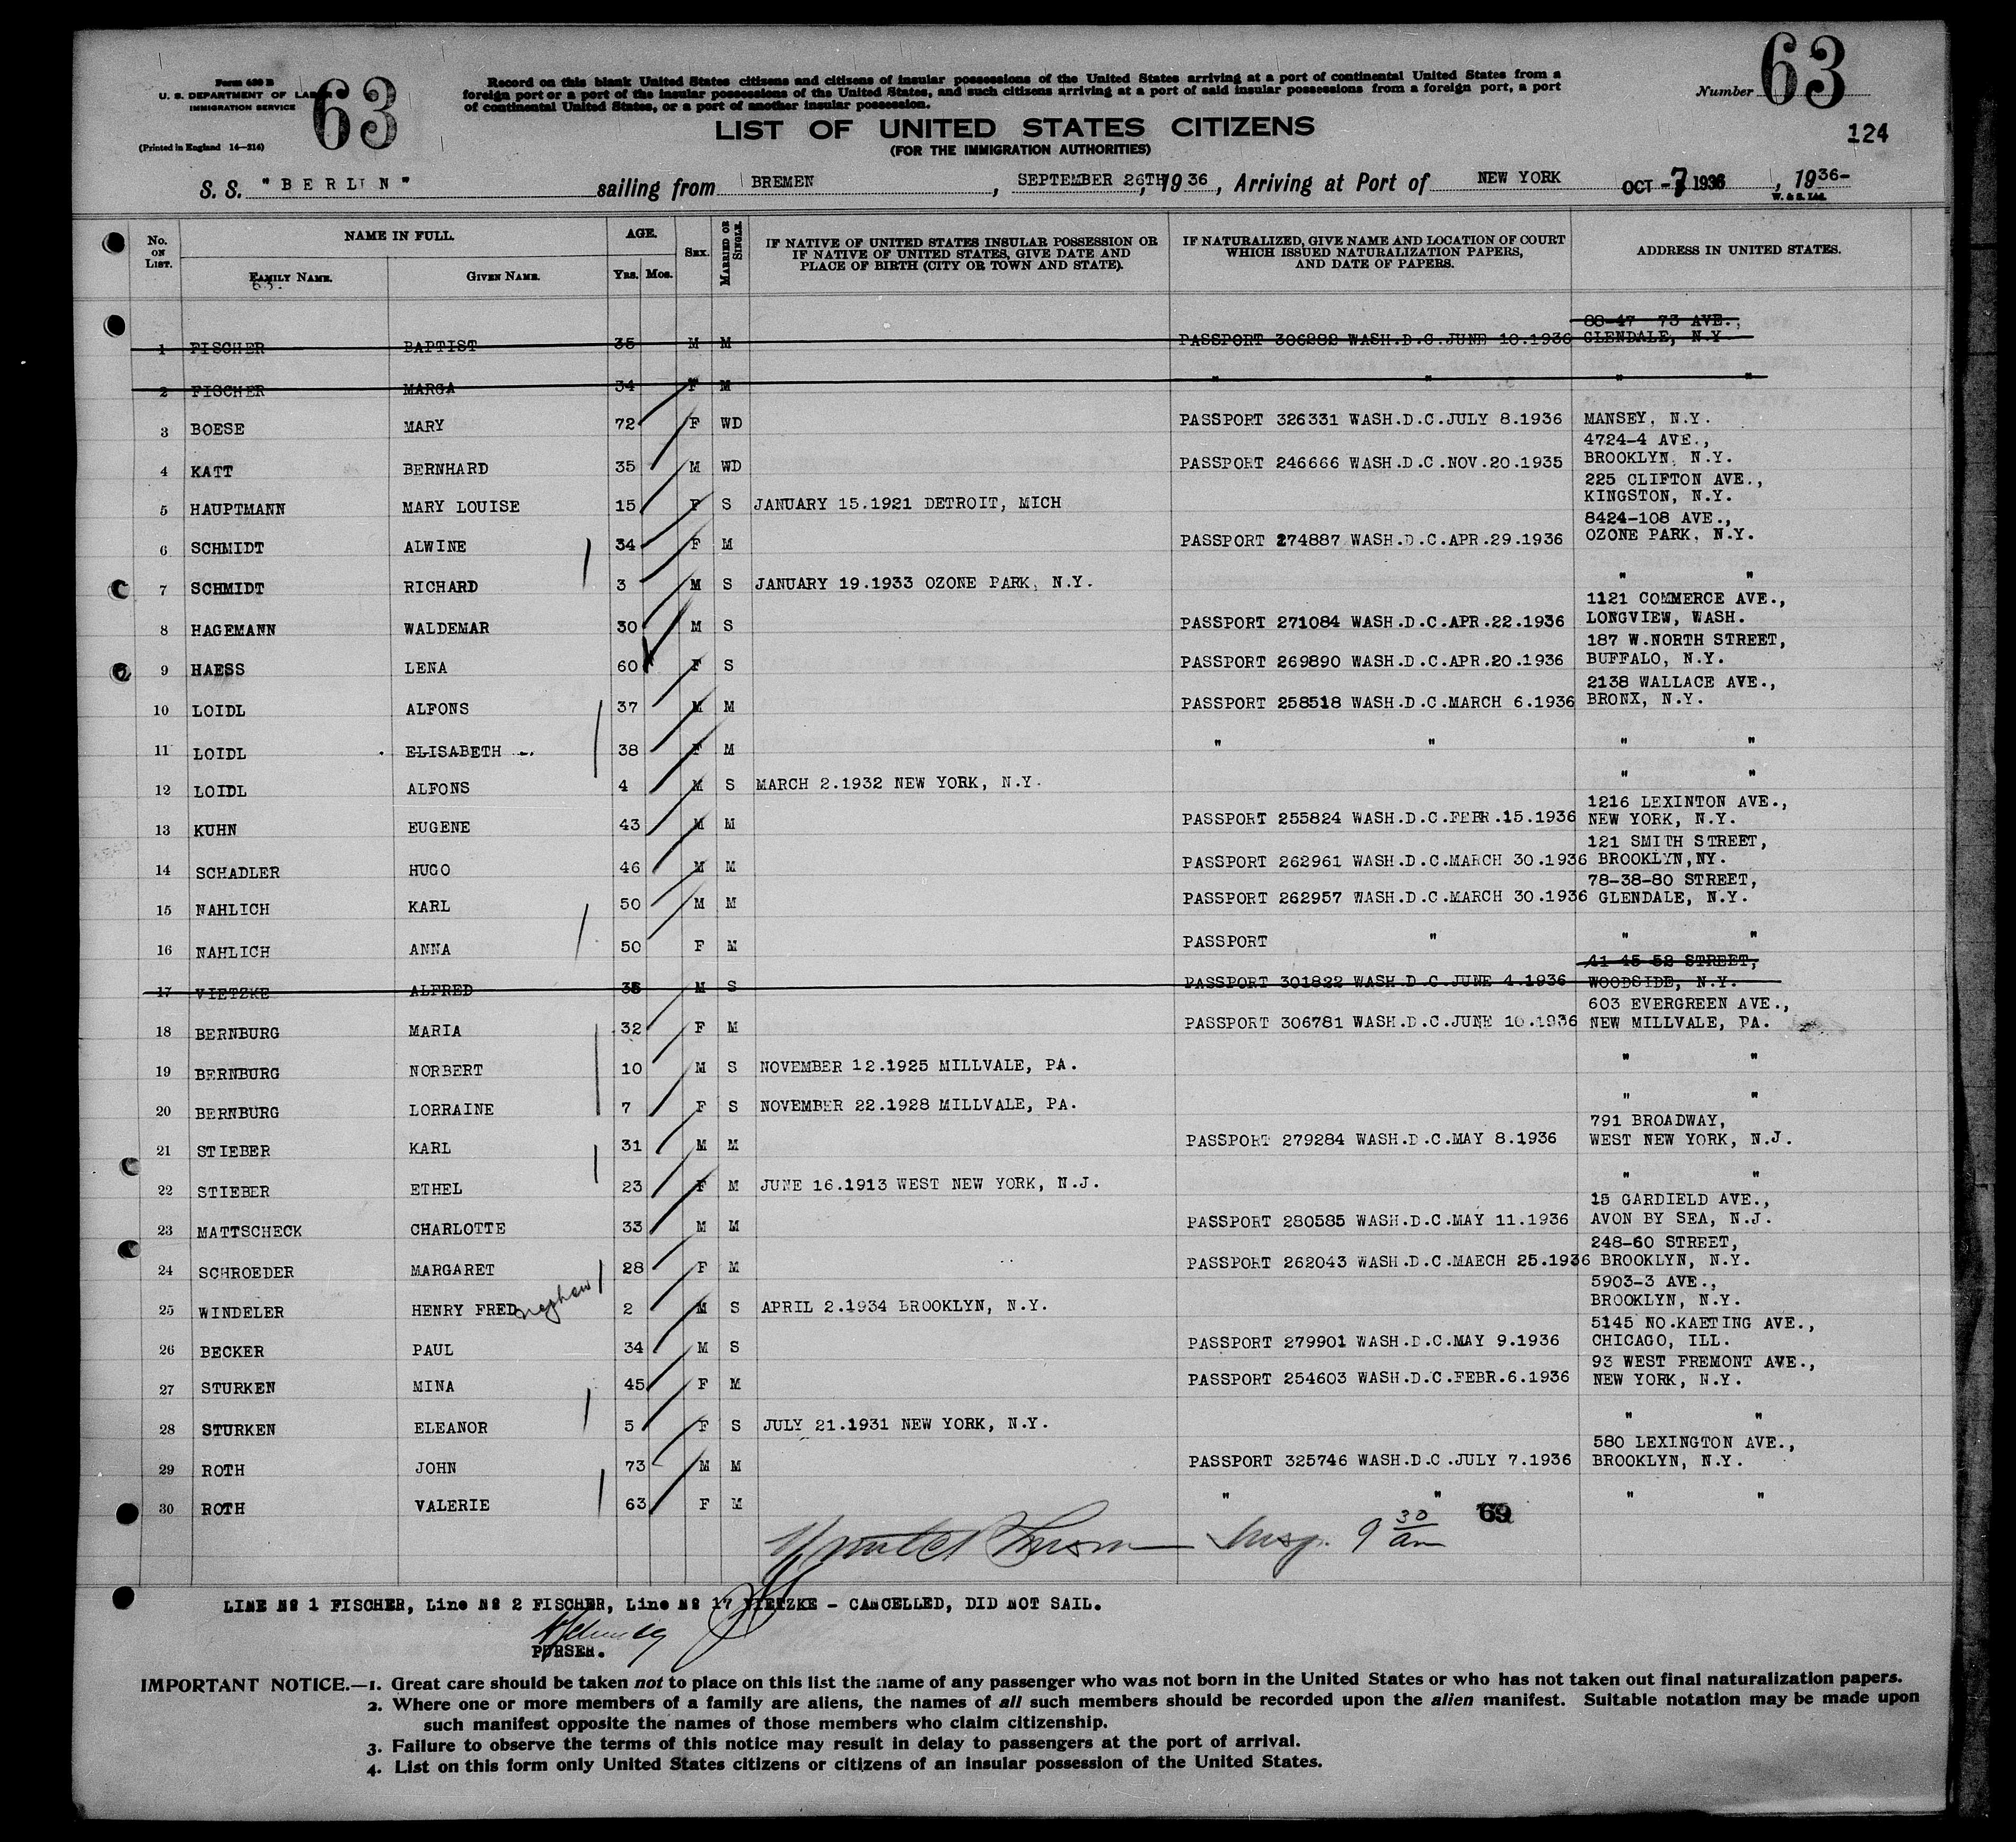 Form 630 B
U. S. DEPARTMENT OF LABOR
IMMIGRATION SERVICE
63
(Printed in England 14—214)
Record on this blank United States citizens and citizens of insular possessions of the United States arriving at a port of continental United States from a
foreign port or a port of the insular possessions of the United States, and such citizens arriving at a port of said insular possessions from a foreign port, a port
of continental United States, or a port of another insular possession.
Number 63
LIST OF UNITED STATES CITIZENS
(FOR THE IMMIGRATION AUTHORITIES)
124
S. S. "BERLIN" sailing from BREMEN, SEPTEMBER 26TH, 1936, Arriving at Port of NEW YORK OCT -7 1936, 1936-
W. & S. Ltd.
No. ON LIST. NAME IN FULL. FAMILY NAME. GIVEN NAME. AGE. YRS. MOS. SEX. MARRIED OR SINGLE. IF NATIVE OF UNITED STATES INSULAR POSSESSION OR IF NATIVE OF UNITED STATES, GIVE DATE AND PLACE OF BIRTH (CITY OR TOWN AND STATE). IF NATURALIZED, GIVE NAME AND LOCATION OF COURT WHICH ISSUED NATURALIZATION PAPERS, AND DATE OF PAPERS. ADDRESS IN UNITED STATES.
63.
1 FISCHER BAPTIST 35 M M PASSPORT 306282 WASH.D.C.JUNE 10.1936 88-47 73 AVE., GLENDALE, N.Y.
2 FISCHER MARGA 34 F M " " " "
3 BOESE MARY 72 F WD PASSPORT 326331 WASH.D.C.JULY 8.1936 MANSEY, N.Y.
4 KATT BERNHARD 35 M WD PASSPORT 246666 WASH.D.C.NOV.20.1935 4724-4 AVE., BROOKLYN, N.Y.
5 HAUPTMANN MARY LOUISE 15 F S JANUARY 15.1921 DETROIT, MICH 225 CLIFTON AVE., KINGSTON, N.Y.
6 SCHMIDT ALWINE 34 F M PASSPORT 274887 WASH.D.C.APR.29.1936 8424-108 AVE., OZONE PARK, N.Y.
7 SCHMIDT RICHARD 3 M S JANUARY 19.1933 OZONE PARK, N.Y. " "
8 HAGEMANN WALDEMAR 30 M S PASSPORT 271084 WASH.D.C.APR.22.1936 1121 COMMERCE AVE., LONGVIEW, WASH.
9 HAESS LENA 60 F S PASSPORT 269890 WASH.D.C.APR.20.1936 187 W.NORTH STREET, BUFFALO, N.Y.
10 LOIDL ALFONS 37 M M PASSPORT 258518 WASH.D.C.MARCH 6.1936 2138 WALLACE AVE., BRONX, N.Y.
11 LOIDL ELISABETH 38 F M " " " "
12 LOIDL ALFONS 4 M S MARCH 2.1932 NEW YORK, N.Y. " "
13 KUHN EUGENE 43 M M PASSPORT 255824 WASH.D.C.FEBR.15.1936 1216 LEXINTON AVE., NEW YORK, N.Y.
14 SCHADLER HUGO 46 M M PASSPORT 262961 WASH.D.C.MARCH 30.1936 121 SMITH STREET, BROOKLYN,NY.
15 NAHLICH KARL 50 M M PASSPORT 262957 WASH.D.C.MARCH 30.1936 78-38-80 STREET, GLENDALE, N.Y.
16 NAHLICH ANNA 50 F M PASSPORT " " "
17 VIETZKE ALFRED 35 M S PASSPORT 301822 WASH.D.C.JUNE 4.1936 41-45-52 STREET, WOODSIDE, N.Y.
18 BERNBURG MARIA 32 F M PASSPORT 306781 WASH.D.C.JUNE 10.1936 603 EVERGREEN AVE., NEW MILLVALE, PA.
19 BERNBURG NORBERT 10 M S NOVEMBER 12.1925 MILLVALE, PA. " "
20 BERNBURG LORRAINE 7 F S NOVEMBER 22.1928 MILLVALE, PA. " "
21 STIEBER KARL 31 M M PASSPORT 279284 WASH.D.C.MAY 8.1936 791 BROADWAY, WEST NEW YORK, N.J.
22 STIEBER ETHEL 23 F M JUNE 16.1913 WEST NEW YORK, N.J. " "
23 MATTSCHECK CHARLOTTE 33 M M PASSPORT 280585 WASH.D.C.MAY 11.1936 15 GARDIELD AVE., AVON BY SEA, N.J.
24 SCHROEDER MARGARET 28 F M PASSPORT 262043 WASH.D.C.MAECH 25.1936 248-60 STREET, BROOKLYN, N.Y.
25 WINDELER HENRY FRED nephew 2 M S APRIL 2.1934 BROOKLYN, N.Y. 5903-3 AVE., BROOKLYN, N.Y.
26 BECKER PAUL 34 M S PASSPORT 279901 WASH.D.C.MAY 9.1936 5145 NO.KAETING AVE., CHICAGO, ILL.
27 STURKEN MINA 45 F M PASSPORT 254603 WASH.D.C.FEBR.6.1936 93 WEST FREMONT AVE., NEW YORK, N.Y.
28 STURKEN ELEANOR 5 F S JULY 21.1931 NEW YORK, N.Y. " "
29 ROTH JOHN 73 M M PASSPORT 325746 WASH.D.C.JULY 7.1936 580 LEXINGTON AVE., BROOKLYN, N.Y.
30 ROTH VALERIE 63 F M " " " "
69
Insp. 9 30 am
LINE No 1 FISCHER, Line No 2 FISCHER, Line No 17 VIETZKE - CANCELLED, DID NOT SAIL.
PURSER.
IMPORTANT NOTICE.—1. Great care should be taken not to place on this list the name of any passenger who was not born in the United States or who has not taken out final naturalization papers.
2. Where one or more members of a family are aliens, the names of all such members should be recorded upon the alien manifest. Suitable notation may be made upon
such manifest opposite the names of those members who claim citizenship.
3. Failure to observe the terms of this notice may result in delay to passengers at the port of arrival.
4. List on this form only United States citizens or citizens of an insular possession of the United States.